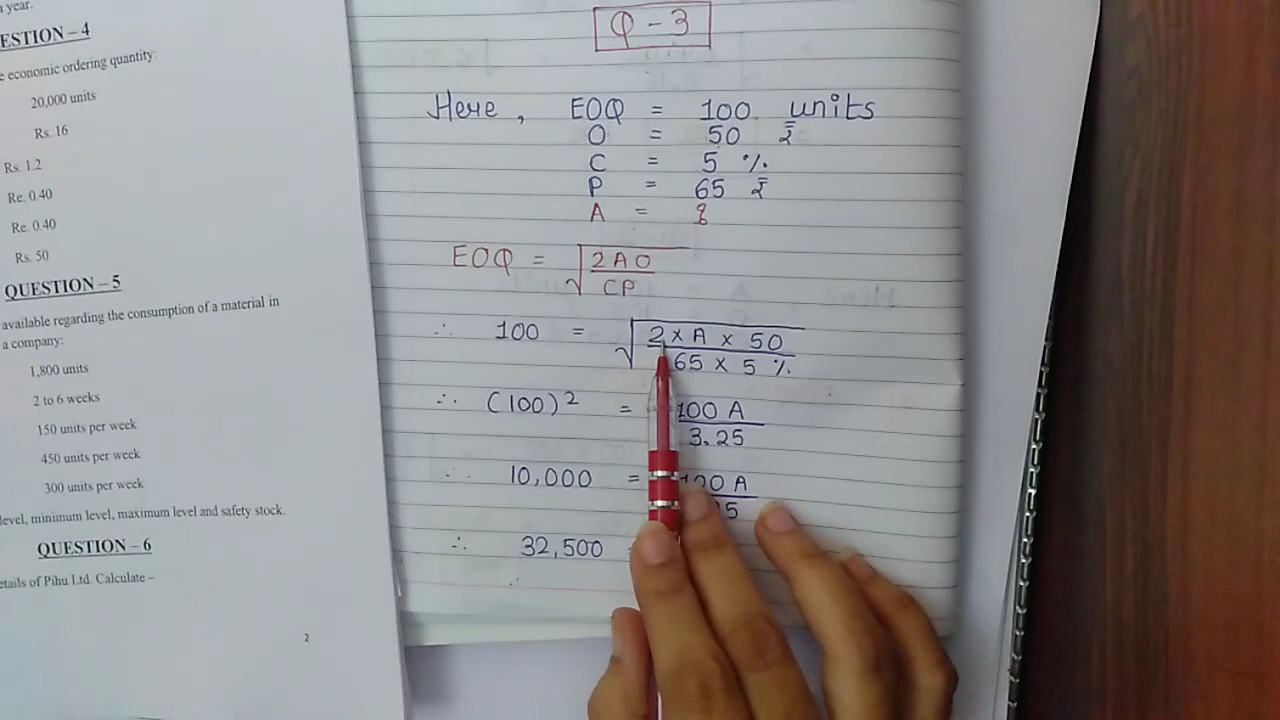 year.
QUESTION – 4
economic ordering quantity:
20,000 units
Rs. 16
Rs. 1.2
Re. 0.40
Re. 0.40
Rs. 50
QUESTION – 5
available regarding the consumption of a material in
a company:
1,800 units
2 to 6 weeks
150 units per week
450 units per week
300 units per week
level, minimum level, maximum level and safety stock.
QUESTION – 6
etails of Pihu Ltd. Calculate –
2
Q - 3
Here, EOQ = 100 units
O = 50 ₹
C = 5 %
P = 65 ₹
A = ?
EOQ = √2AO
CP
∴ 100 = √2 × A × 50
65 × 5 %
∴ (100)2 = 100 A
3.25
∴ 10,000 = 100 A
25
∴ 32,500
∴